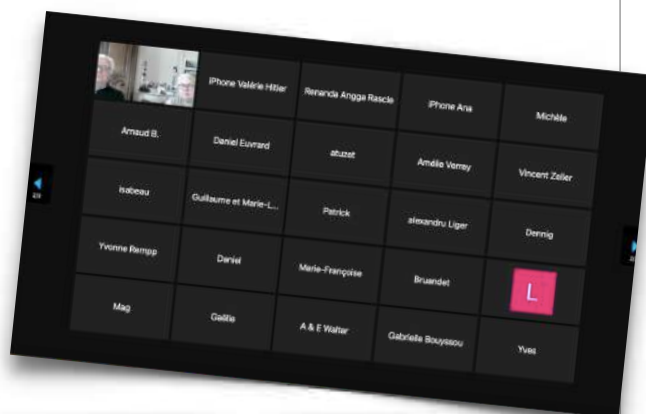 iPhone Valérie Hitier
Renanda Angga Rascle
iPhone Ana
Michèle
Arnaud B.
Daniel Euvrard
atuzet
Amélie Verrey
Vincent Zeller
isabeau
Guillaume et Marie-L...
Patrick
alexandru Liger
Dennig
Yvonne Rempp
Daniel
Marie-Françoise
Bruandet
L
Mag
Gaëlle
A & E Walter
Gabrielle Bouyssou
Yves